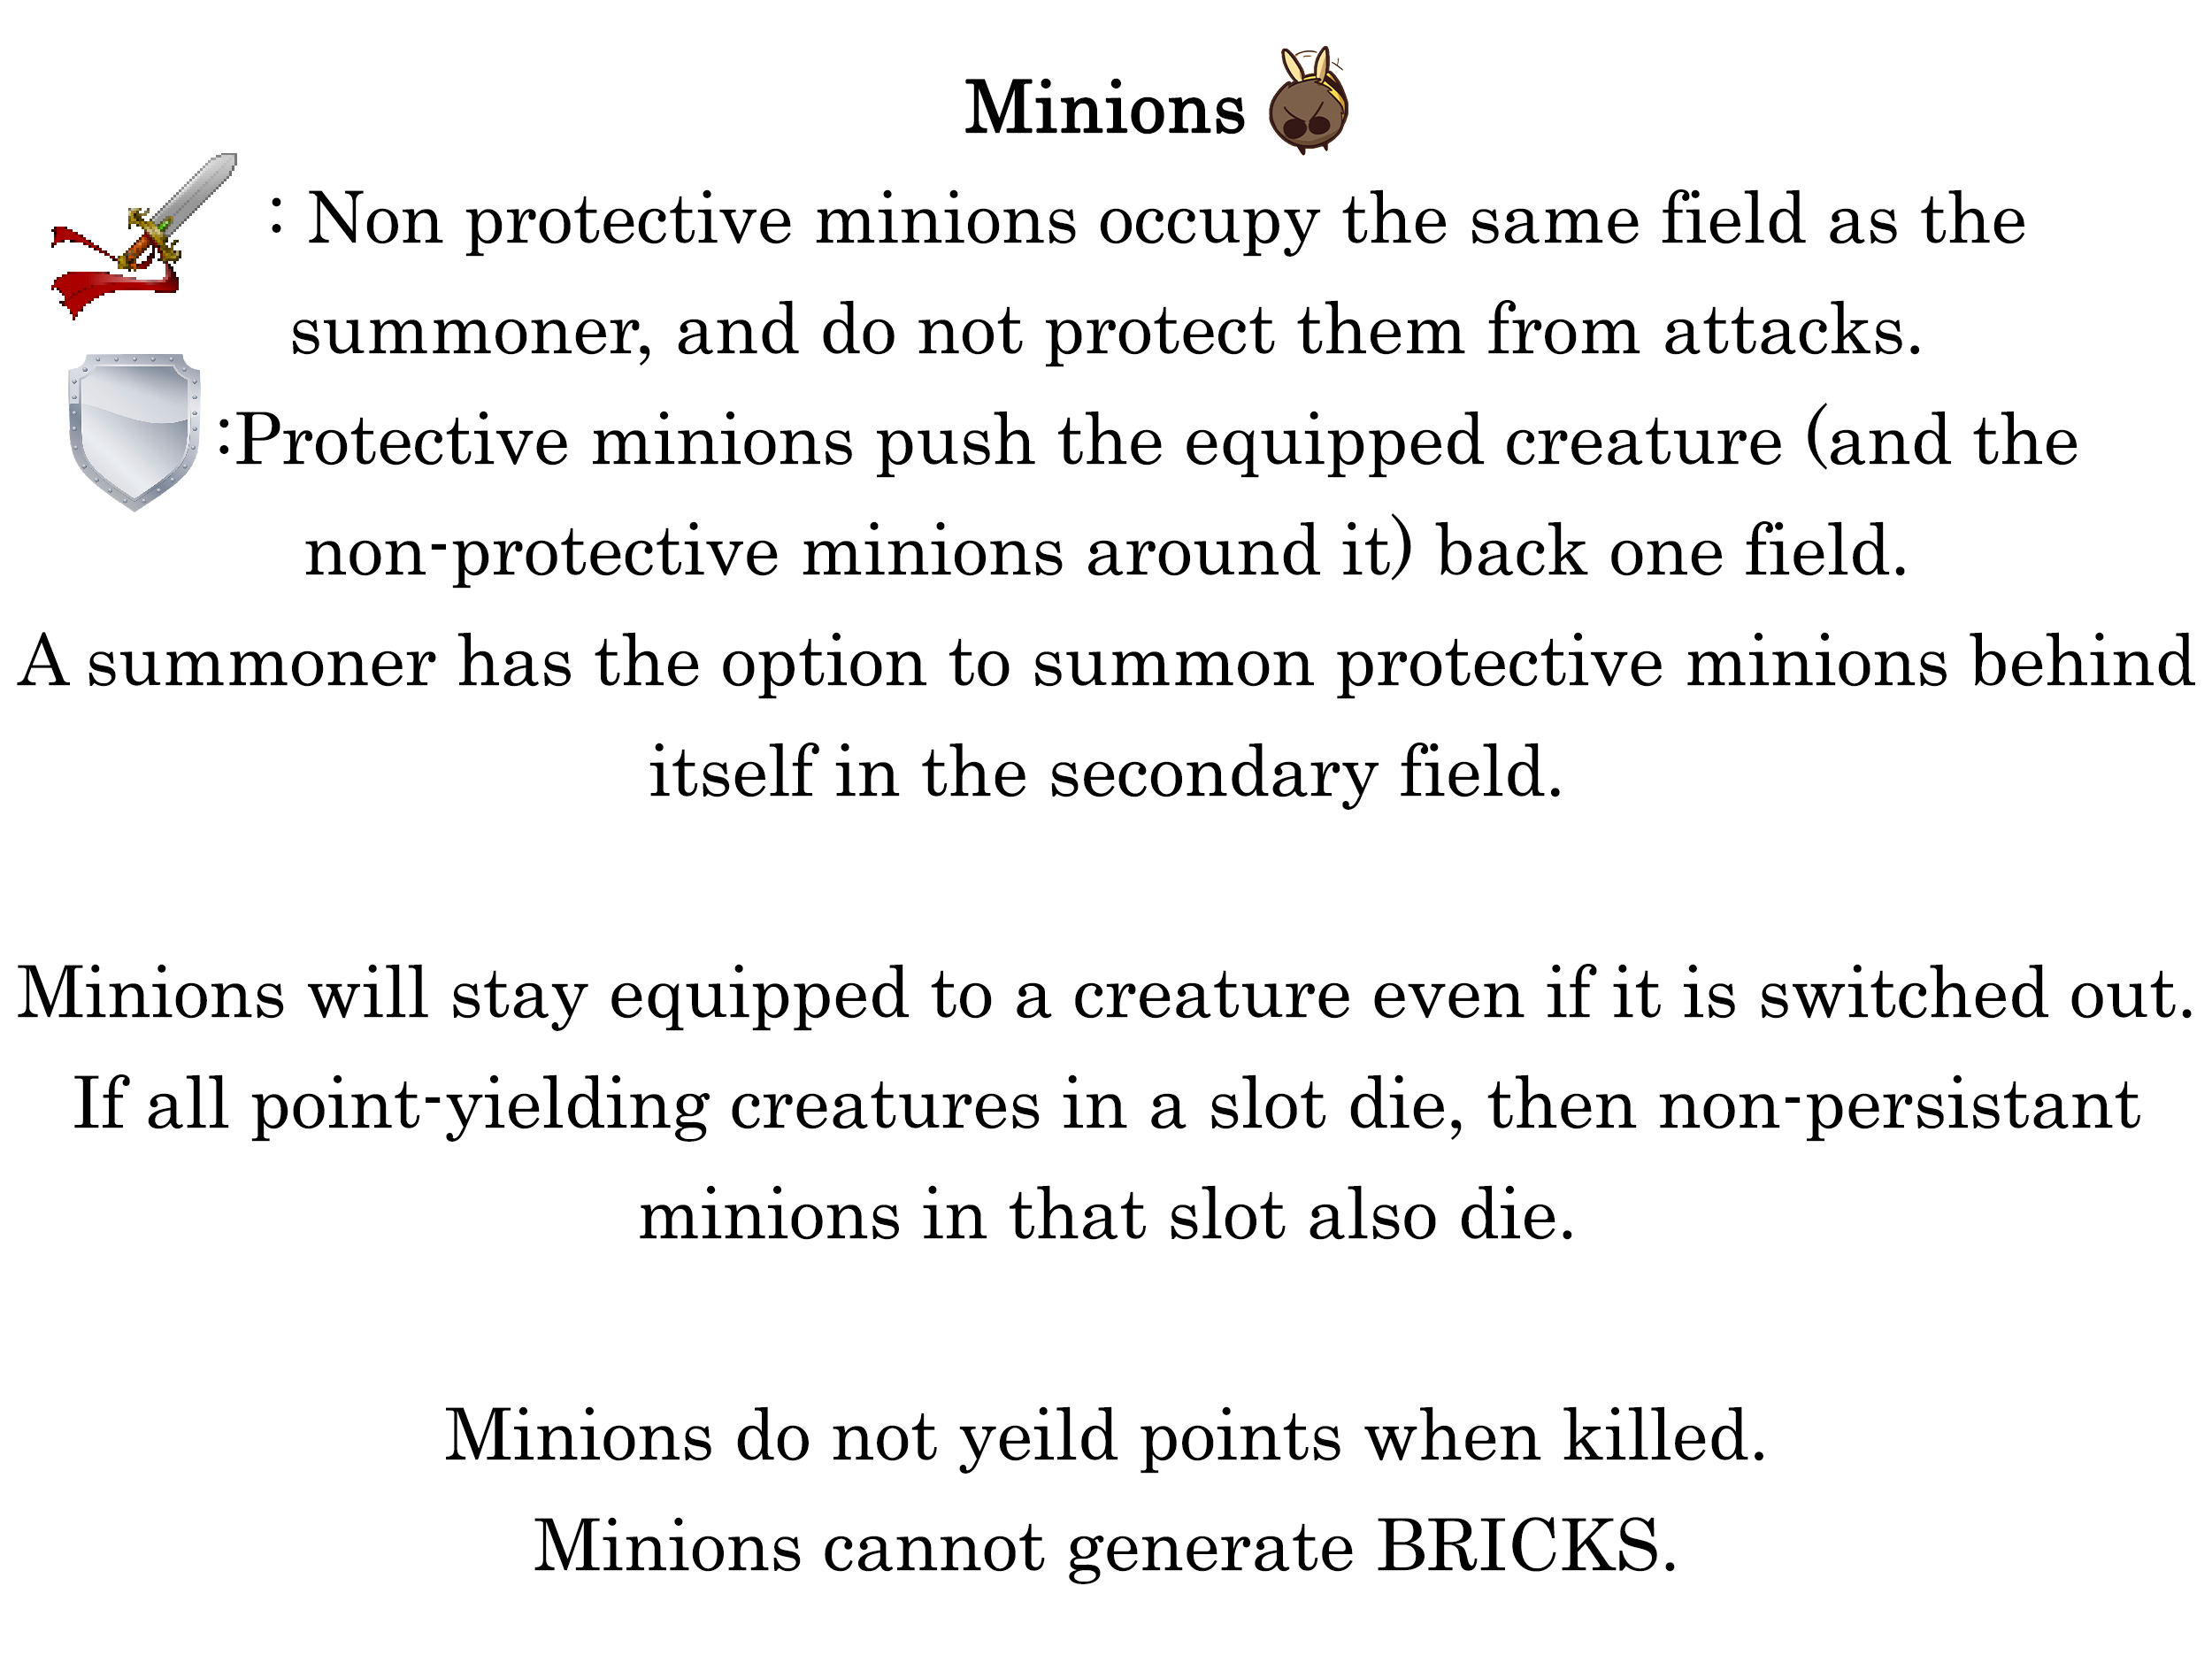 Minions
: Non protective minions occupy the same field as the
summoner, and do not protect them from attacks.
:Protective minions push the equipped creature (and the
non-protective minions around it) back one field.
A summoner has the option to summon protective minions behind
itself in the secondary field.
Minions will stay equipped to a creature even if it is switched out.
If all point-yielding creatures in a slot die, then non-persistant
minions in that slot also die.
Minions do not yeild points when killed.
Minions cannot generate BRICKS.